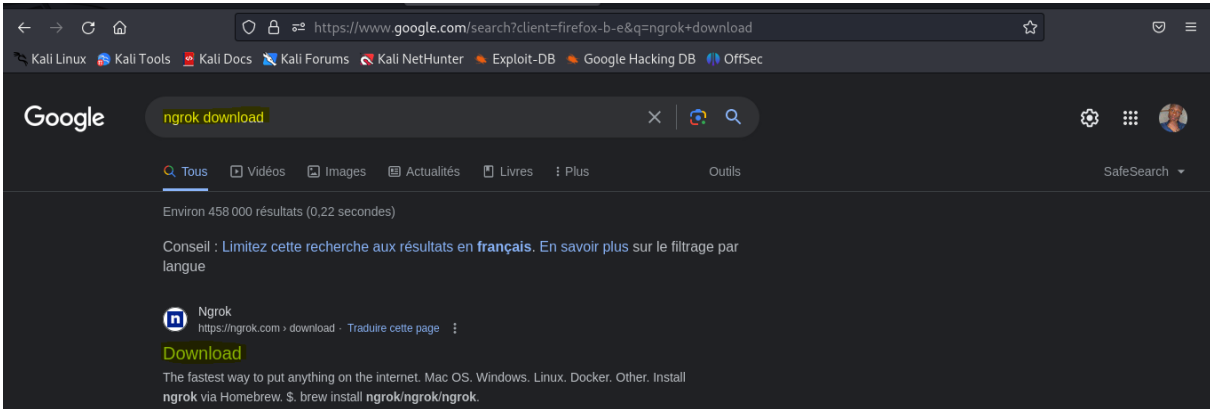 https://www.google.com/search?client=firefox-b-e&q=ngrok+download
Kali Linux Kali Tools Kali Docs Kali Forums Kali NetHunter Exploit-DB Google Hacking DB OffSec
Google ngrok download
Tous Vidéos Images Actualités Livres Plus Outils SafeSearch
Environ 458 000 résultats (0,22 secondes)
Conseil : Limitez cette recherche aux résultats en français. En savoir plus sur le filtrage par
langue
Ngrok
https://ngrok.com › download · Traduire cette page
Download
The fastest way to put anything on the internet. Mac OS. Windows. Linux. Docker. Other. Install
ngrok via Homebrew. $. brew install ngrok/ngrok/ngrok.